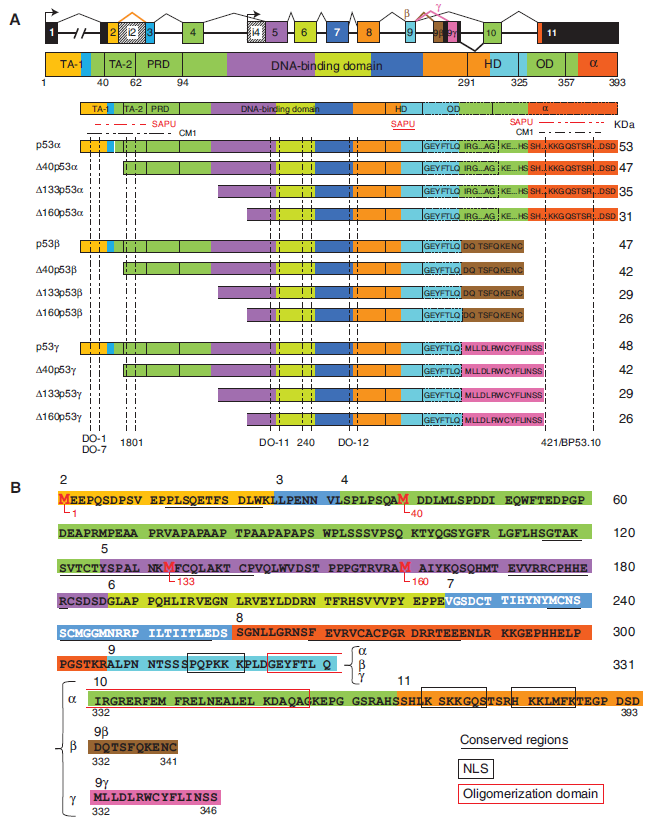 A
β γ
1 2 i2 3 4 i4 5 6 7 8 9 9β 9γ 10 11
TA-1 TA-2 PRD DNA-binding domain HD OD α
1 40 62 94 291 325 357 393
TA-1 TA-2 PRD DNA-binding domain HD OD α
SAPU SAPU SAPU KDa
CM1 CM1
p53α GEYFTLQ IRG...AG KE...HS SH...KKGQSTSR...DSD 53
Δ40p53α GEYFTLQ IRG...AG KE...HS SH...KKGQSTSR...DSD 47
Δ133p53α GEYFTLQ IRG...AG KE...HS SH...KKGQSTSR...DSD 35
Δ160p53α GEYFTLQ IRG...AG KE...HS SH...KKGQSTSR...DSD 31
p53β GEYFTLQ DQ TSFQKENC 47
Δ40p53β GEYFTLQ DQ TSFQKENC 42
Δ133p53β GEYFTLQ DQ TSFQKENC 29
Δ160p53β GEYFTLQ DQ TSFQKENC 26
p53γ GEYFTLQ MLLDLRWCYFLINSS 48
Δ40p53γ GEYFTLQ MLLDLRWCYFLINSS 42
Δ133p53γ GEYFTLQ MLLDLRWCYFLINSS 29
Δ160p53γ GEYFTLQ MLLDLRWCYFLINSS 26
DO-1 1801 DO-11 240 DO-12 421/BP53.10
DO-7
B
2 3 4
MEEPQSDPSV EPPLSQETFS DLWKLLPENN VLSPLPSQAM DDLMLSPDDI EQWFTEDPGP 60
1 40
DEAPRMPEAA PRVAPAPAAP TPAAPAPAPS WPLSSSVPSQ KTYQGSYGFR LGFLHSGTAK 120
5
SVTCTYSPAL NKMFCQLAKT CPVQLWVDST PPPGTRVRAM AIYKQSQHMT EVVRRCPHHE 180
133 160
6 7
RCSDSDGLAP PQHLIRVEGN LRVEYLDDRN TFRHSVVVPY EPPEVGSDCT TIHYNYMCNS 240
8
SCMGGMNRRP ILTIITLEDS SGNLLGRNSF EVRVCACPGR DRRTEEENLR KKGEPHHELP 300
9
PGSTKRALPN NTSSSPQPKK KPLDGEYFTL Q α β γ 331
10 11
α IRGRERFEM FRELNEALEL KDAQAGKEPG GSRAHSSHLK SKKGQSTSRH KKLMFKTEGP DSD
332 393
9β
β DQTSFQKENC
332 341
9γ
γ MLLDLRWCYFLINSS
332 346
Conserved regions
NLS
Oligomerization domain